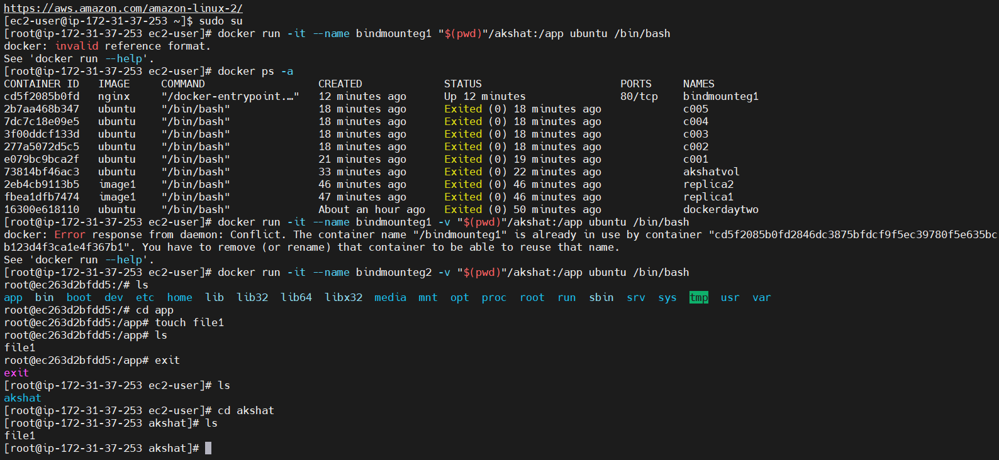 https://aws.amazon.com/amazon-linux-2/
[ec2-user@ip-172-31-37-253 ~]$ sudo su
[root@ip-172-31-37-253 ec2-user]# docker run -it --name bindmounteg1 "$(pwd)"/akshat:/app ubuntu /bin/bash
docker: invalid reference format.
See 'docker run --help'.
[root@ip-172-31-37-253 ec2-user]# docker ps -a
CONTAINER ID   IMAGE     COMMAND                  CREATED             STATUS                      PORTS     NAMES
cd5f2085b0fd   nginx     "/docker-entrypoint.…"   12 minutes ago      Up 12 minutes               80/tcp    bindmounteg1
2b7aa468b347   ubuntu    "/bin/bash"              18 minutes ago      Exited (0) 18 minutes ago             c005
7dc7c18e09e5   ubuntu    "/bin/bash"              18 minutes ago      Exited (0) 18 minutes ago             c004
3f00ddcf133d   ubuntu    "/bin/bash"              18 minutes ago      Exited (0) 18 minutes ago             c003
277a5072d5c5   ubuntu    "/bin/bash"              18 minutes ago      Exited (0) 18 minutes ago             c002
e079bc9bca2f   ubuntu    "/bin/bash"              21 minutes ago      Exited (0) 19 minutes ago             c001
73814bf46ac3   ubuntu    "/bin/bash"              33 minutes ago      Exited (0) 22 minutes ago             akshatvol
2eb4cb9113b5   image1    "/bin/bash"              46 minutes ago      Exited (0) 46 minutes ago             replica2
fbea1dfb7474   image1    "/bin/bash"              47 minutes ago      Exited (0) 46 minutes ago             replica1
16300e618110   ubuntu    "/bin/bash"              About an hour ago   Exited (0) 50 minutes ago             dockerdaytwo
[root@ip-172-31-37-253 ec2-user]# docker run -it --name bindmounteg1 -v "$(pwd)"/akshat:/app ubuntu /bin/bash
docker: Error response from daemon: Conflict. The container name "/bindmounteg1" is already in use by container "cd5f2085b0fd2846dc3875bfdcf9f5ec39780f5e635bc
b123d4f3ca1e4f367b1". You have to remove (or rename) that container to be able to reuse that name.
See 'docker run --help'.
[root@ip-172-31-37-253 ec2-user]# docker run -it --name bindmounteg2 -v "$(pwd)"/akshat:/app ubuntu /bin/bash
root@ec263d2bfdd5:/# ls
app  bin  boot  dev  etc  home  lib  lib32  lib64  libx32  media  mnt  opt  proc  root  run  sbin  srv  sys  tmp  usr  var
root@ec263d2bfdd5:/# cd app
root@ec263d2bfdd5:/app# touch file1
root@ec263d2bfdd5:/app# ls
file1
root@ec263d2bfdd5:/app# exit
exit
[root@ip-172-31-37-253 ec2-user]# ls
akshat
[root@ip-172-31-37-253 ec2-user]# cd akshat
[root@ip-172-31-37-253 akshat]# ls
file1
[root@ip-172-31-37-253 akshat]#